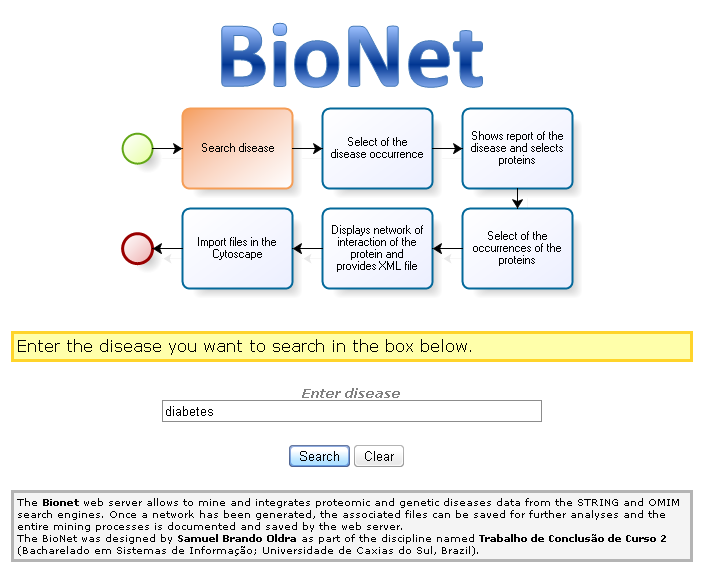 BioNet
Search disease
Select of the
disease occurrence
Shows report of the
disease and selects
proteins
Import files in the
Cytoscape
Displays network of
interaction of the
protein and
provides XML file
Select of the
occurrences of the
proteins
Enter the disease you want to search in the box below.
Enter disease
diabetes
Search Clear
The Bionet web server allows to mine and integrates proteomic and genetic diseases data from the STRING and OMIM
search engines. Once a network has been generated, the associated files can be saved for further analyses and the
entire mining processes is documented and saved by the web server.
The BioNet was designed by Samuel Brando Oldra as part of the discipline named Trabalho de Conclusão de Curso 2
(Bacharelado em Sistemas de Informação; Universidade de Caxias do Sul, Brazil).